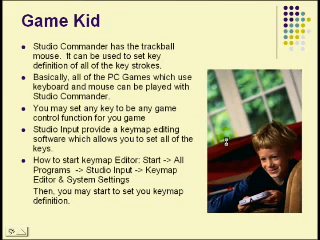 Game Kid
Studio Commander has the trackball
mouse. It can be used to set key
definition of all of the key strokes.
Basically, all of the PC Games which use
keyboard and mouse can be played with
Studio Commander.
You may set any key to be any game
control function for you game
Studio Input provide a keymap editing
software which allows you to set all of the
keys.
How to start keymap Editor: Start -> All
Programs -> Studio Input -> Keymap
Editor & System Settings
Then, you may start to set you keymap
definition.